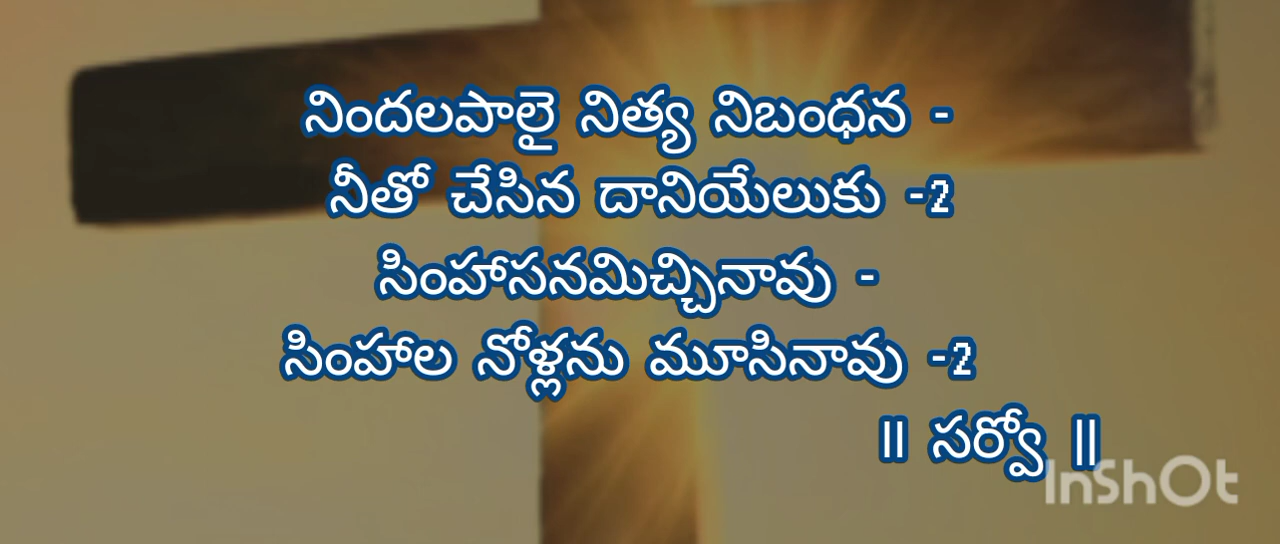 నిందలపాలై నిత్య నిబంధన -
నీతో చేసిన దానియేలుకు -2
సింహాసనమిచ్చినావు -
సింహాల నోళ్లను మూసినావు -2
|| సర్వో ||
InShOt